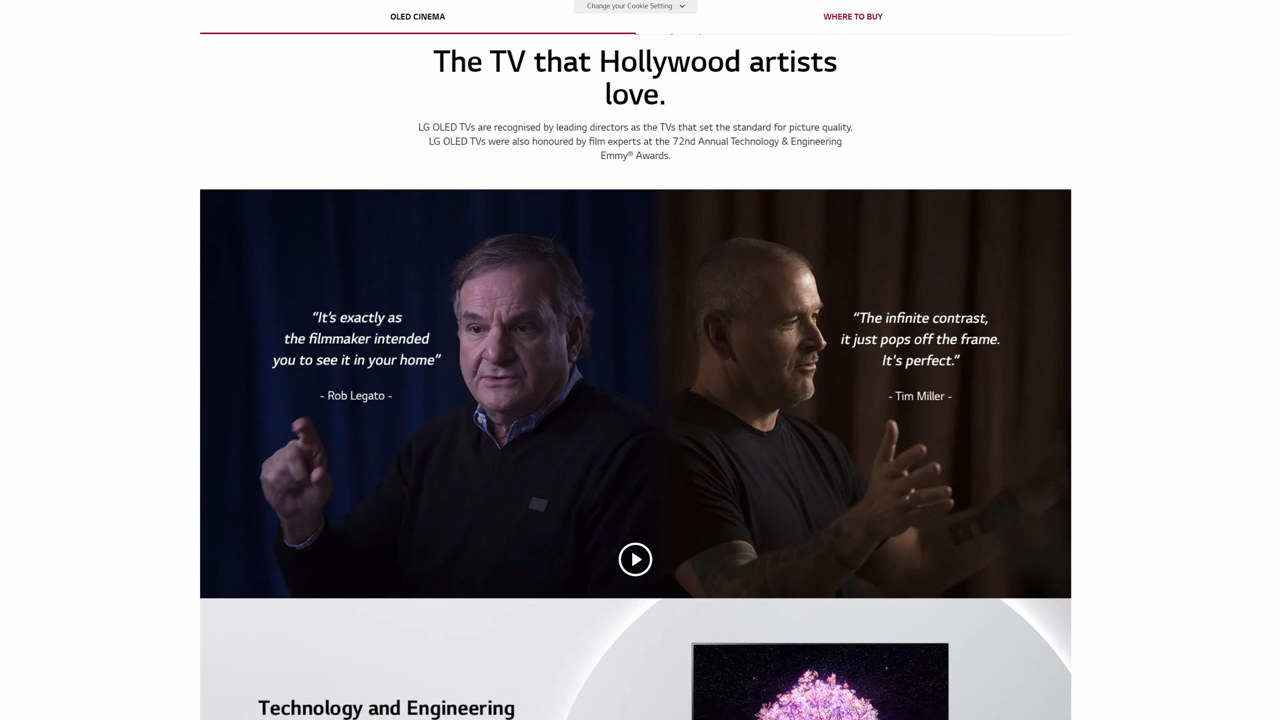 Change your Cookie Setting
OLED CINEMA
WHERE TO BUY
The TV that Hollywood artists
love.
LG OLED TVs are recognised by leading directors as the TVs that set the standard for picture quality.
LG OLED TVs were also honoured by film experts at the 72nd Annual Technology & Engineering
Emmy® Awards.
“It’s exactly as
the filmmaker intended
you to see it in your home”
- Rob Legato -
“The infinite contrast,
it just pops off the frame.
It's perfect.”
- Tim Miller -
Technology and Engineering